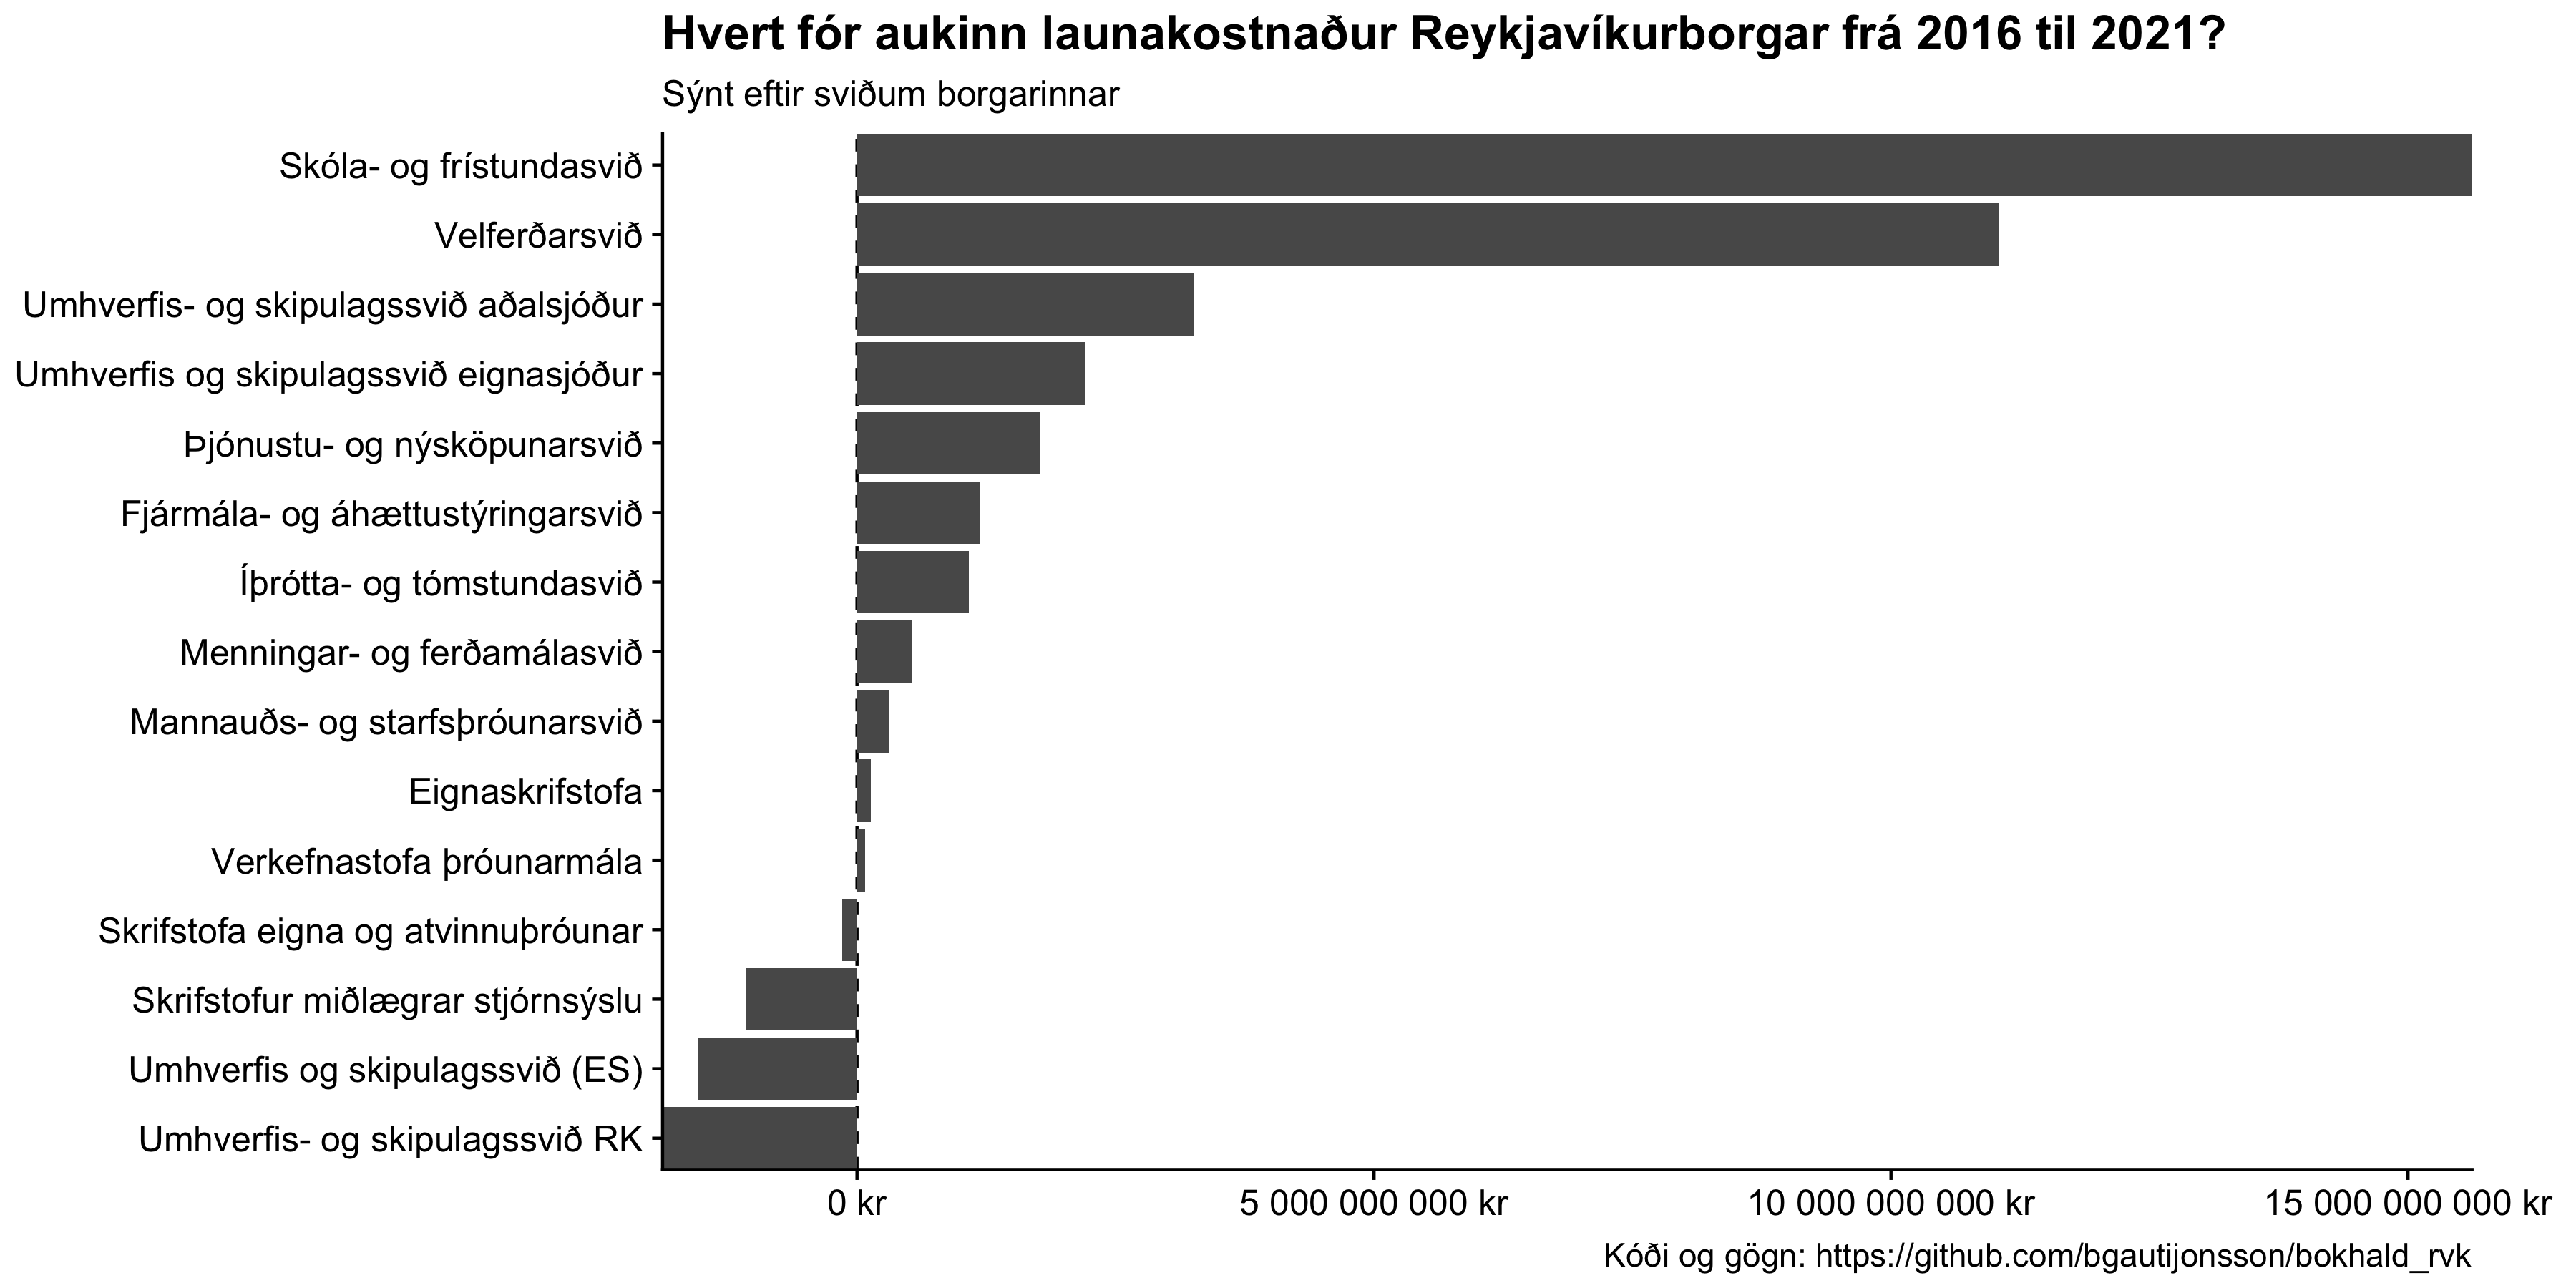 Hvert fór aukinn launakostnaður Reykjavíkurborgar frá 2016 til 2021?
Sýnt eftir sviðum borgarinnar
Skóla- og frístundasvið
Velferðarsvið
Umhverfis- og skipulagssvið aðalsjóður
Umhverfis og skipulagssvið eignasjóður
Þjónustu- og nýsköpunarsvið
Fjármála- og áhættustýringarsvið
Íþrótta- og tómstundasvið
Menningar- og ferðamálasvið
Mannauðs- og starfsþróunarsvið
Eignaskrifstofa
Verkefnastofa þróunarmála
Skrifstofa eigna og atvinnuþróunar
Skrifstofur miðlægrar stjórnsýslu
Umhverfis og skipulagssvið (ES)
Umhverfis- og skipulagssvið RK
0 kr 5 000 000 000 kr 10 000 000 000 kr 15 000 000 000 kr
Kóði og gögn: https://github.com/bgautijonsson/bokhald_rvk